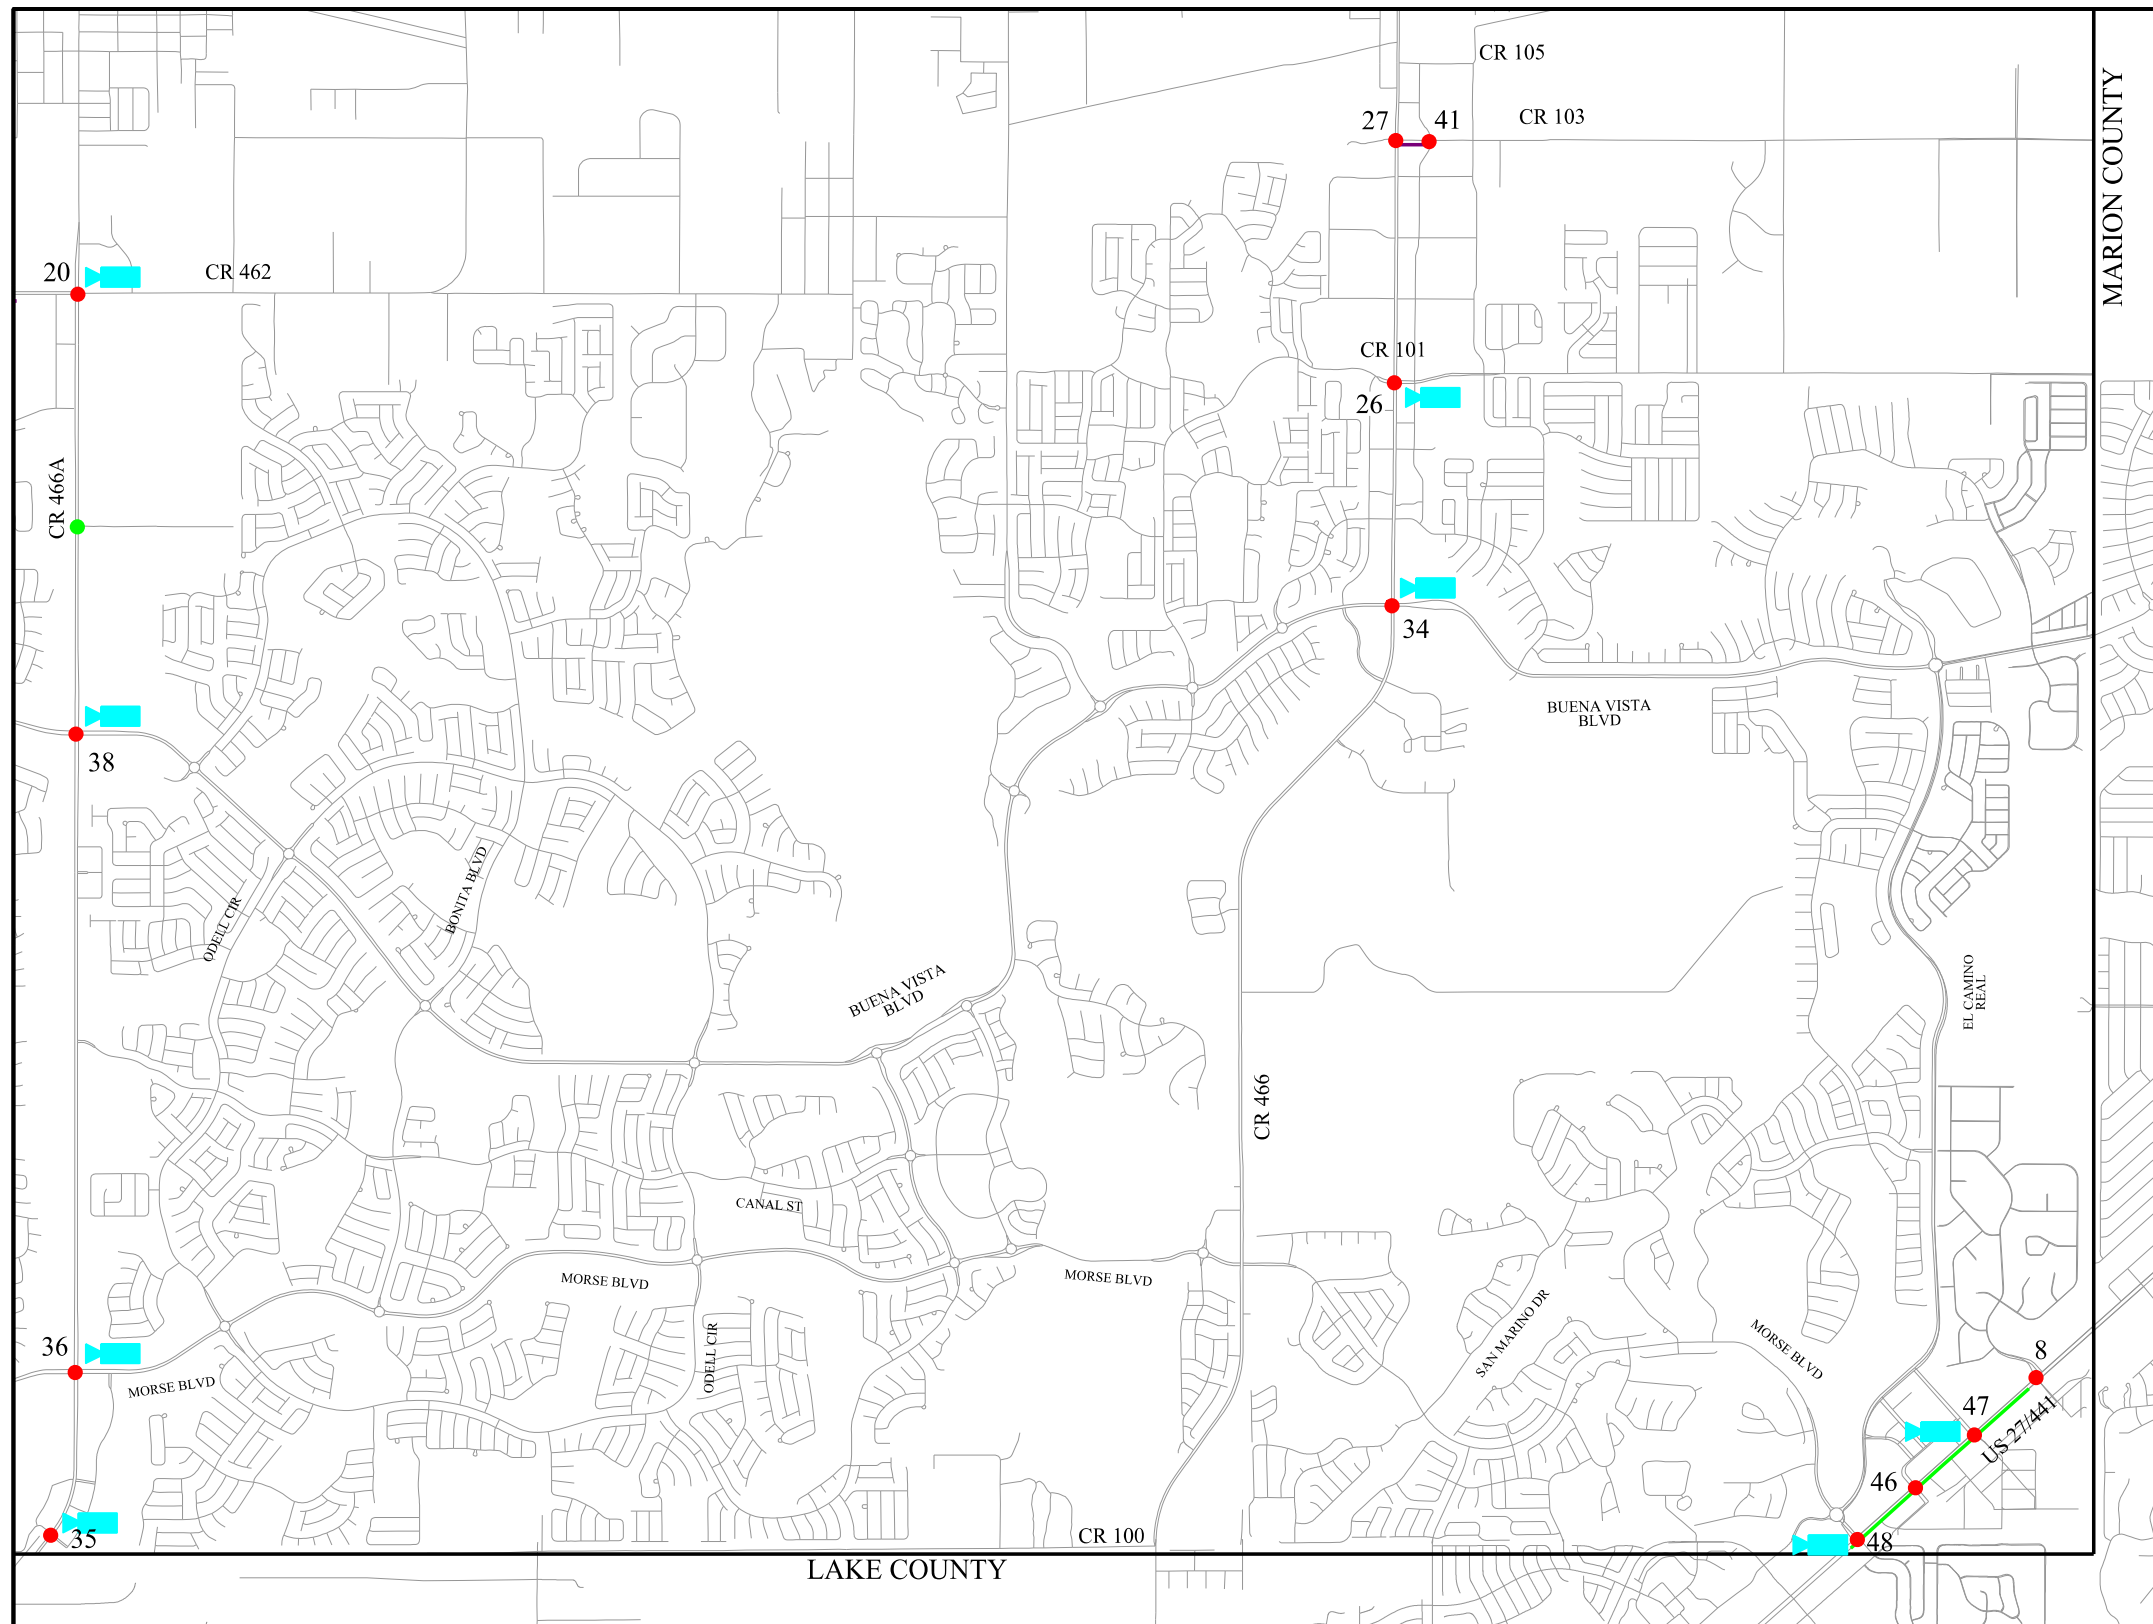 CR 105
CR 103
27
41
MARION COUNTY
20
CR 462
CR 101
26
CR 466A
34
BUENA VISTA
BLVD
38
BONITA BLVD
ODELL CIR
BUENA VISTA
BLVD
EL CAMINO
REAL
CR 466
CANAL ST
MORSE BLVD
MORSE BLVD
SAN MARINO DR
MORSE BLVD
ODELL CIR
36
MORSE BLVD
8
47
US 27/441
46
35
CR 100
48
LAKE COUNTY